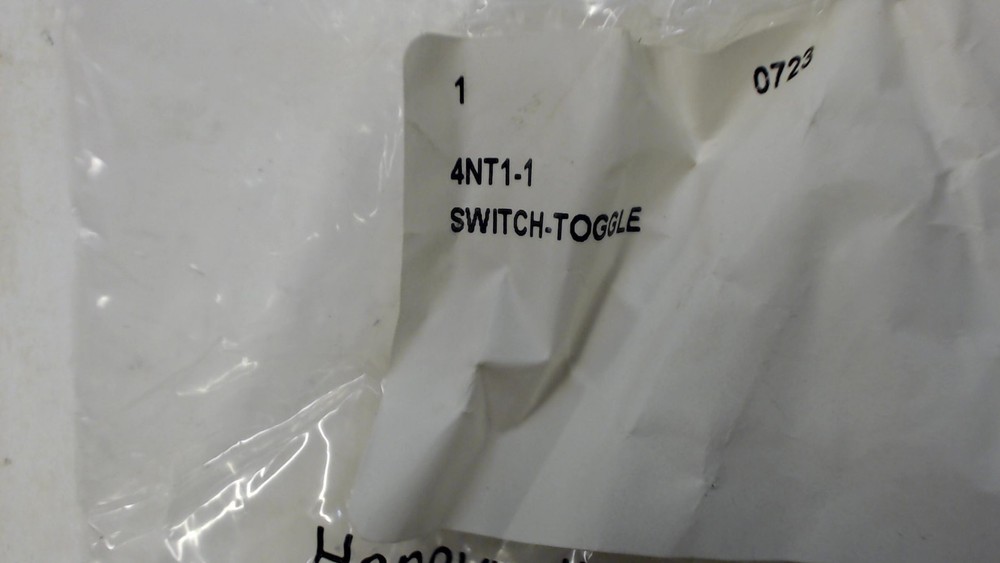 1 0723
4NT1-1
SWITCH-TOGGLE